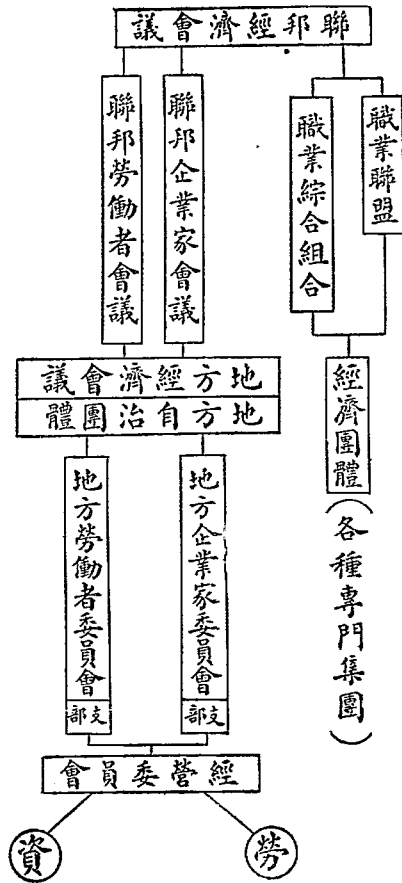 聯邦經濟會議
職業聯盟
職業綜合組合
聯邦企業家會議
聯邦勞働者會議
經濟團體(各種専門集團)
地方經濟會議
地方自治團體
地方企業家委員會
支部
地方勞働者委員會
支部
經營委員會
勞
資